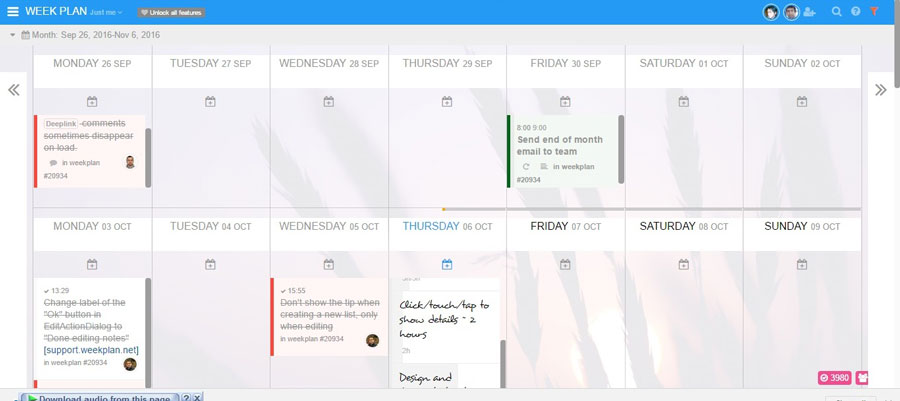 WEEK PLAN Just me Unlock all features
Month: Sep 26, 2016-Nov 6, 2016
MONDAY 26 SEP TUESDAY 27 SEP WEDNESDAY 28 SEP THURSDAY 29 SEP FRIDAY 30 SEP SATURDAY 01 OCT SUNDAY 02 OCT
Deeplink comments
sometimes disappear
on load.
in weekplan
#20934
8:00 9:00
Send end of month
email to team
in weekplan
#20934
MONDAY 03 OCT TUESDAY 04 OCT WEDNESDAY 05 OCT THURSDAY 06 OCT FRIDAY 07 OCT SATURDAY 08 OCT SUNDAY 09 OCT
13:29
Change label of the
"Ok" button in
EditActionDialog to
"Done editing notes"
[support.weekplan.net]
in weekplan #20934
15:55
Don't show the tip when
creating a new list, only
when editing
in weekplan #20934
Click/touch/tap to
show details ~ 2
hours
2h
Design and
3980
Download audio from this page ? X